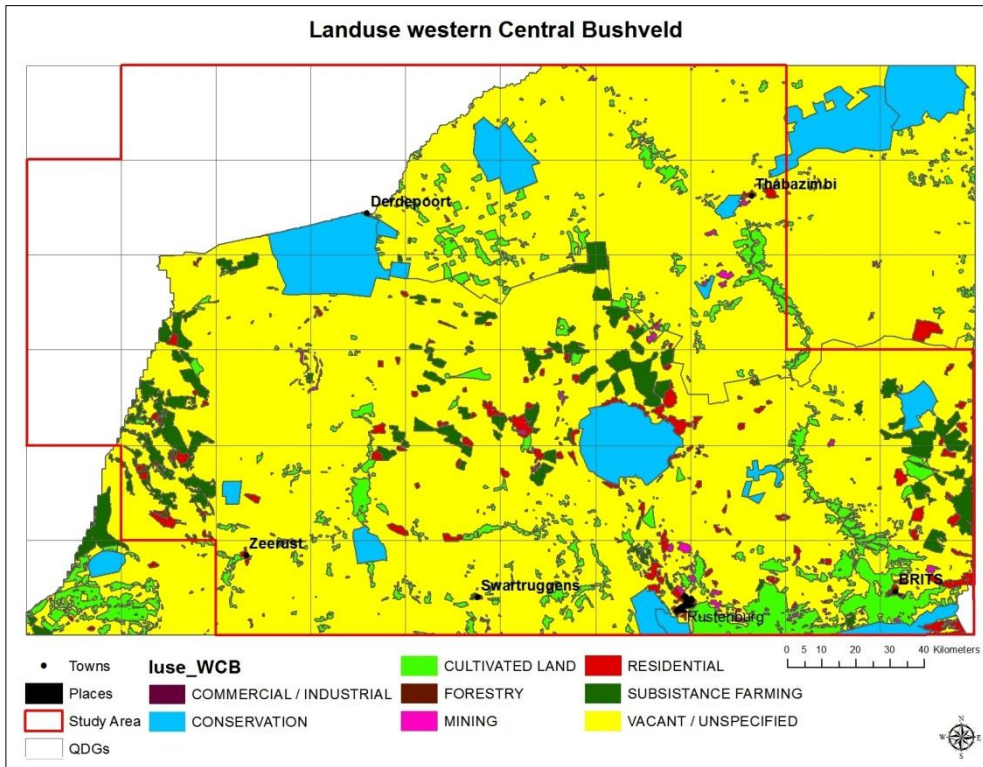 Landuse western Central Bushveld
Thabazimbi
Derdepoort
Zeerust
Swartruggens
BRITS
Rustenburg
0 5 10 20 30 40 Kilometers
Towns
Places
Study Area
QDGs
luse_WCB
COMMERCIAL / INDUSTRIAL
CONSERVATION
CULTIVATED LAND
FORESTRY
MINING
RESIDENTIAL
SUBSISTANCE FARMING
VACANT / UNSPECIFIED
N
W E
S